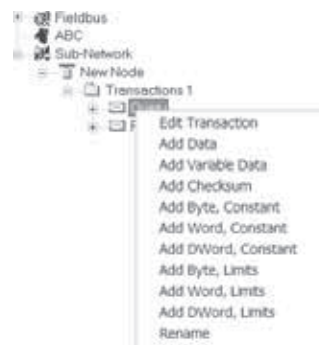 Fieldbus
ABC
Sub-Network
New Node
Transactions 1
Edit Transaction
Add Data
Add Variable Data
Add Checksum
Add Byte, Constant
Add Word, Constant
Add DWord, Constant
Add Byte, Limits
Add Word, Limits
Add DWord, Limits
Rename